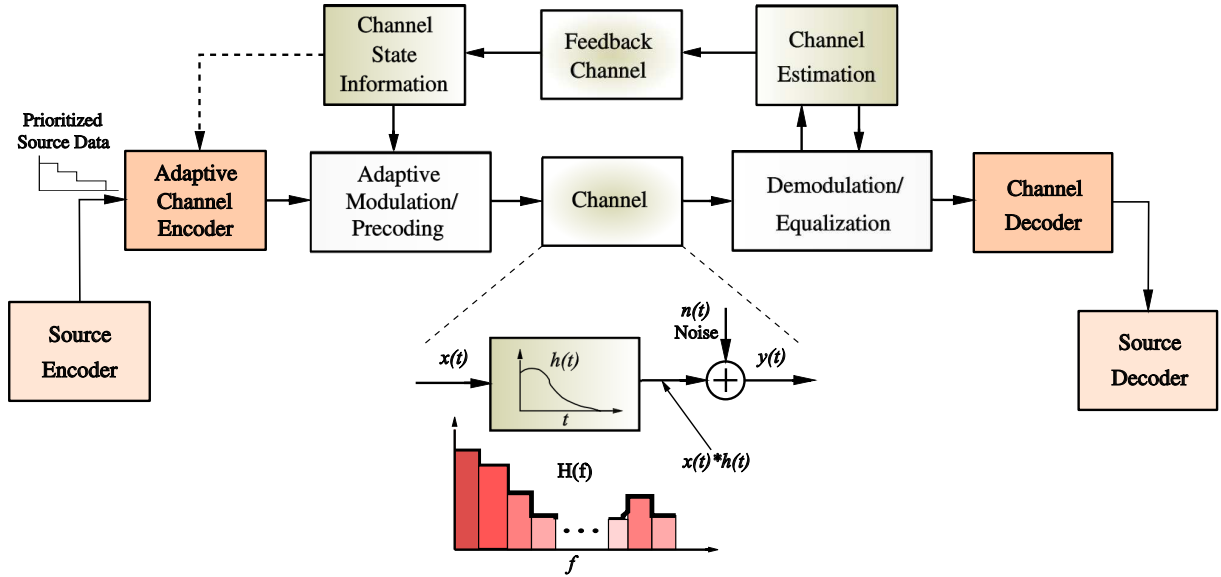 Channel
State
Information
Feedback
Channel
Channel
Estimation
Prioritized
Source Data
Adaptive
Channel
Encoder
Adaptive
Modulation/
Precoding
Channel
Demodulation/
Equalization
Channel
Decoder
Source
Encoder
Source
Decoder
n(t)
Noise
x(t)
h(t)
t
+
y(t)
x(t)*h(t)
H(f)
...
f